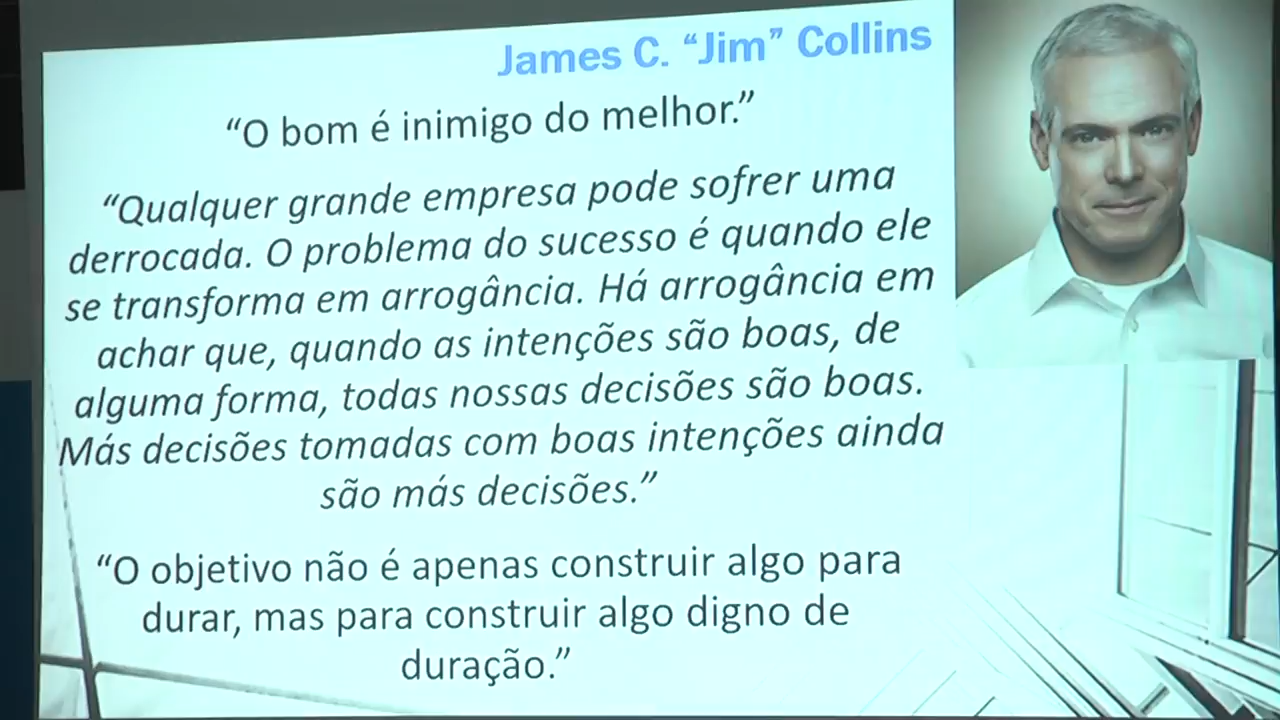 James C. “Jim” Collins
“O bom é inimigo do melhor.”
“Qualquer grande empresa pode sofrer uma
derrocada. O problema do sucesso é quando ele
se transforma em arrogância. Há arrogância em
achar que, quando as intenções são boas, de
alguma forma, todas nossas decisões são boas.
Más decisões tomadas com boas intenções ainda
são más decisões.”
“O objetivo não é apenas construir algo para
durar, mas para construir algo digno de
duração.”